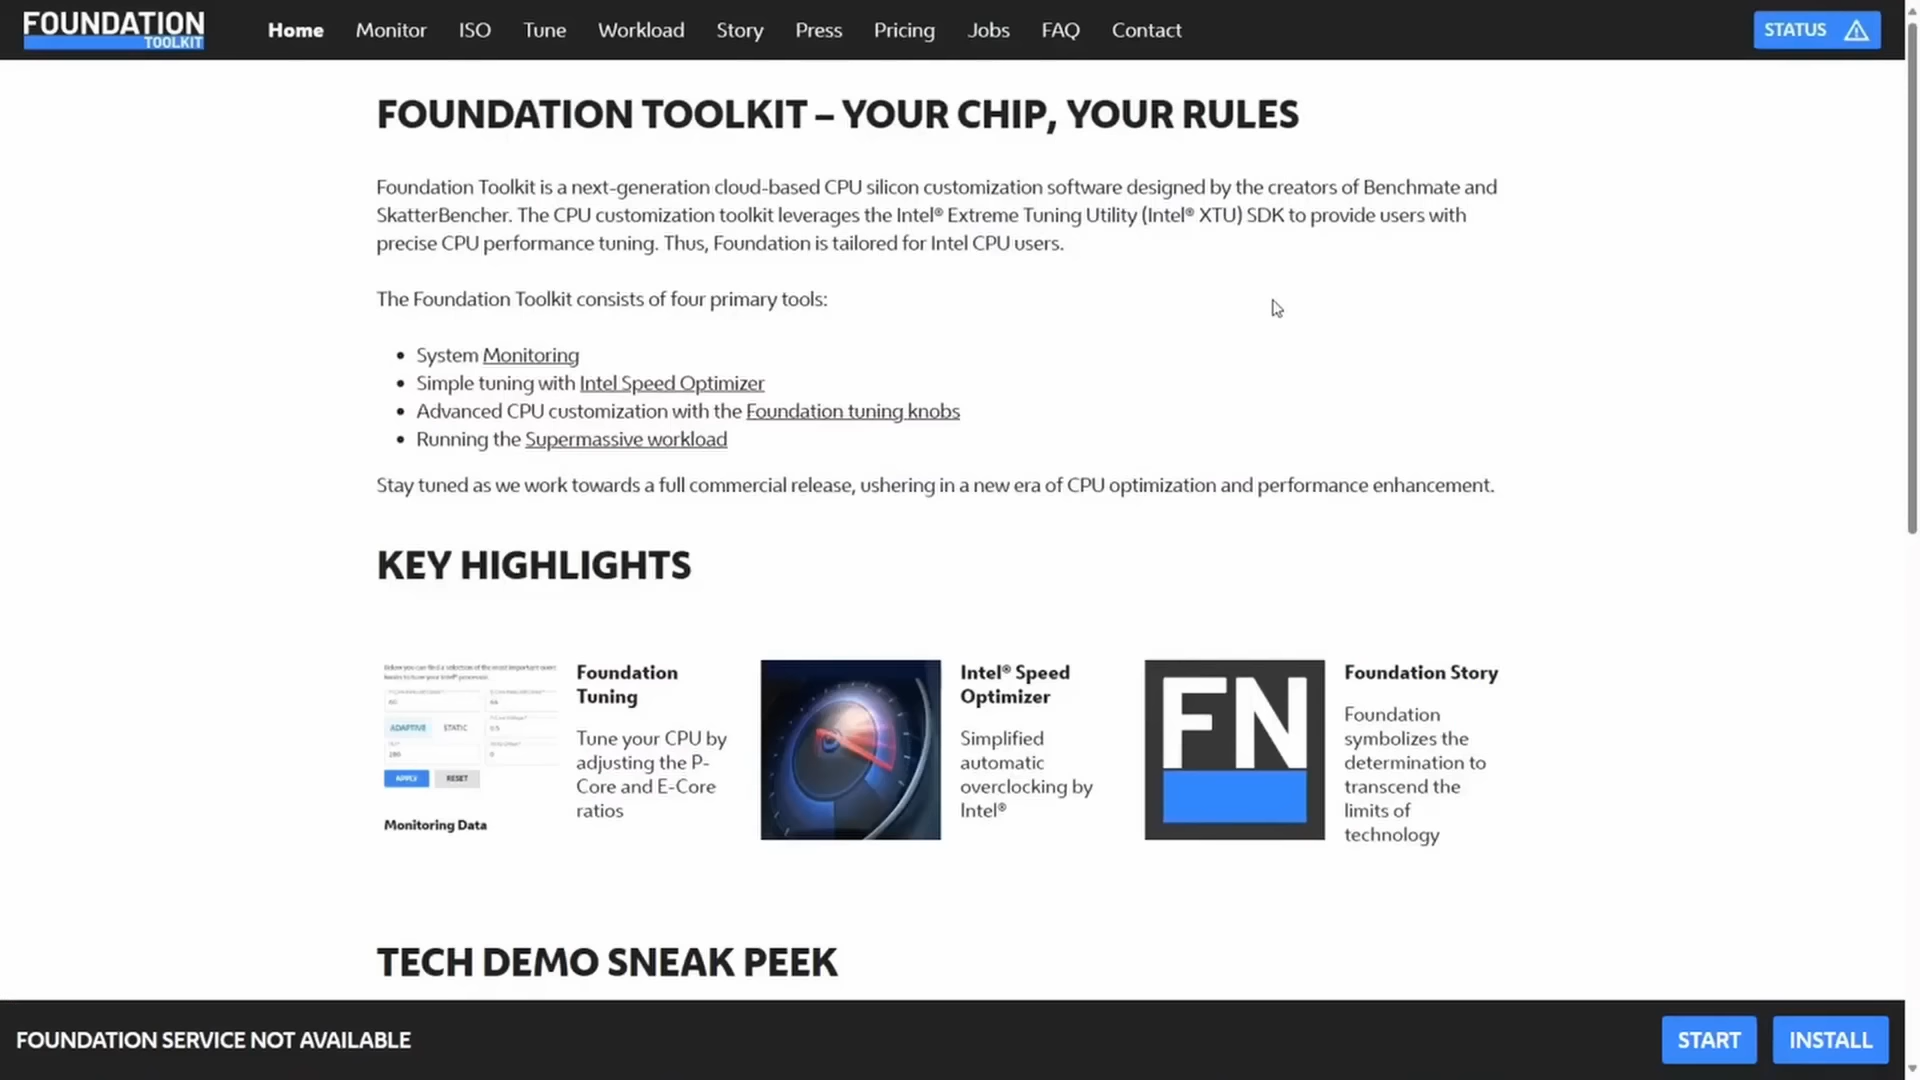 FOUNDATION
TOOLKIT
Home Monitor ISO Tune Workload Story Press Pricing Jobs FAQ Contact
STATUS
FOUNDATION TOOLKIT – YOUR CHIP, YOUR RULES
Foundation Toolkit is a next-generation cloud-based CPU silicon customization software designed by the creators of Benchmate and
SkatterBencher. The CPU customization toolkit leverages the Intel® Extreme Tuning Utility (Intel® XTU) SDK to provide users with
precise CPU performance tuning. Thus, Foundation is tailored for Intel CPU users.
The Foundation Toolkit consists of four primary tools:
• System Monitoring
• Simple tuning with Intel Speed Optimizer
• Advanced CPU customization with the Foundation tuning knobs
• Running the Supermassive workload
Stay tuned as we work towards a full commercial release, ushering in a new era of CPU optimization and performance enhancement.
KEY HIGHLIGHTS
ADAPTIVE STATIC
APPLY RESET
Monitoring Data
Foundation
Tuning
Tune your CPU by
adjusting the P-
Core and E-Core
ratios
Intel® Speed
Optimizer
Simplified
automatic
overclocking by
Intel®
FN
Foundation Story
Foundation
symbolizes the
determination to
transcend the
limits of
technology
TECH DEMO SNEAK PEEK
FOUNDATION SERVICE NOT AVAILABLE
START INSTALL